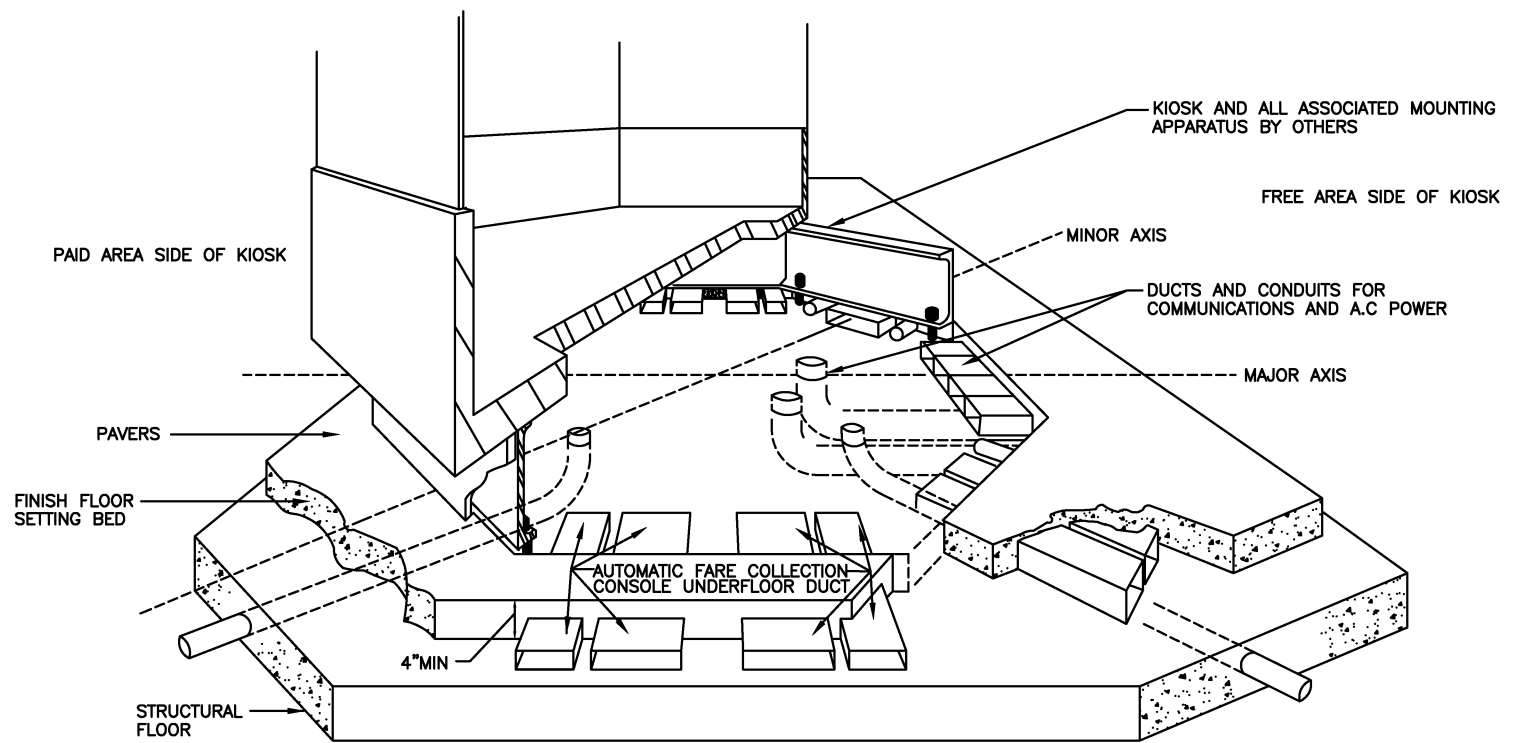 KIOSK AND ALL ASSOCIATED MOUNTING
APPARATUS BY OTHERS
FREE AREA SIDE OF KIOSK
PAID AREA SIDE OF KIOSK
MINOR AXIS
DUCTS AND CONDUITS FOR
COMMUNICATIONS AND A.C POWER
MAJOR AXIS
PAVERS
FINISH FLOOR
SETTING BED
AUTOMATIC FARE COLLECTION
CONSOLE UNDERFLOOR DUCT
4"MIN
STRUCTURAL
FLOOR